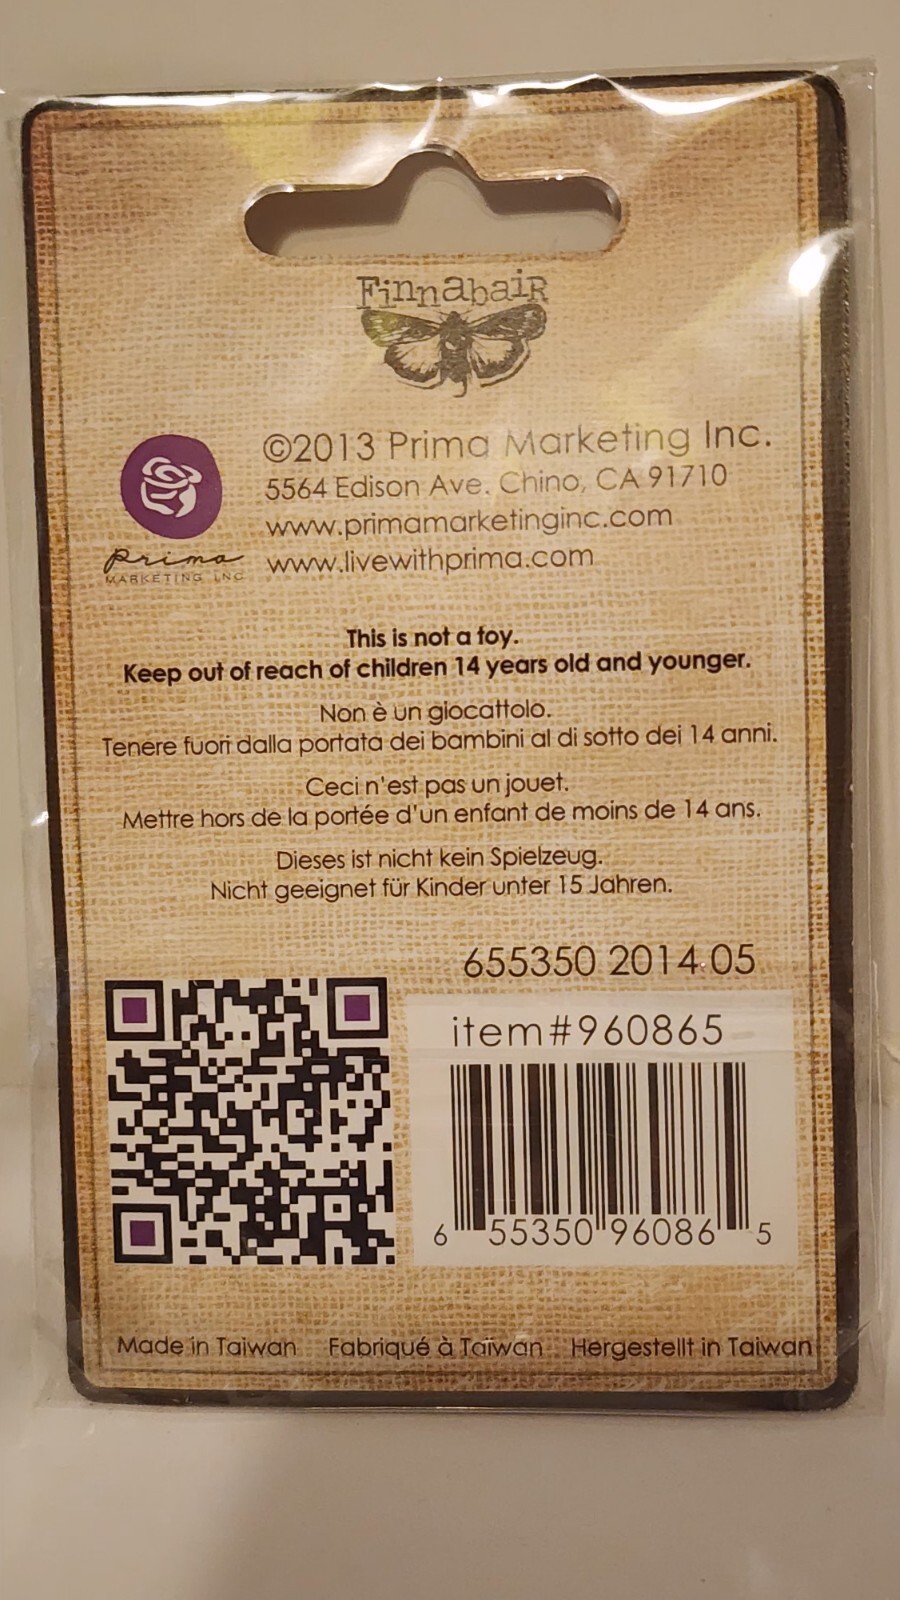 FinnabaiR
©2013 Prima Marketing Inc.
5564 Edison Ave. Chino, CA 91710
www.primamarketinginc.com
www.livewithprima.com
Prima
MARKETING INC
This is not a toy.
Keep out of reach of children 14 years old and younger.
Non è un giocattolo.
Tenere fuori dalla portata dei bambini al di sotto dei 14 anni.
Ceci n'est pas un jouet.
Mettre hors de la portée d'un enfant de moins de 14 ans.
Dieses ist nicht kein Spielzeug.
Nicht geeignet für Kinder unter 15 Jahren.
655350 2014.05
item#960865
6 55350 96086 5
Made in Taiwan Fabriqué à Taïwan Hergestellt in Taiwan